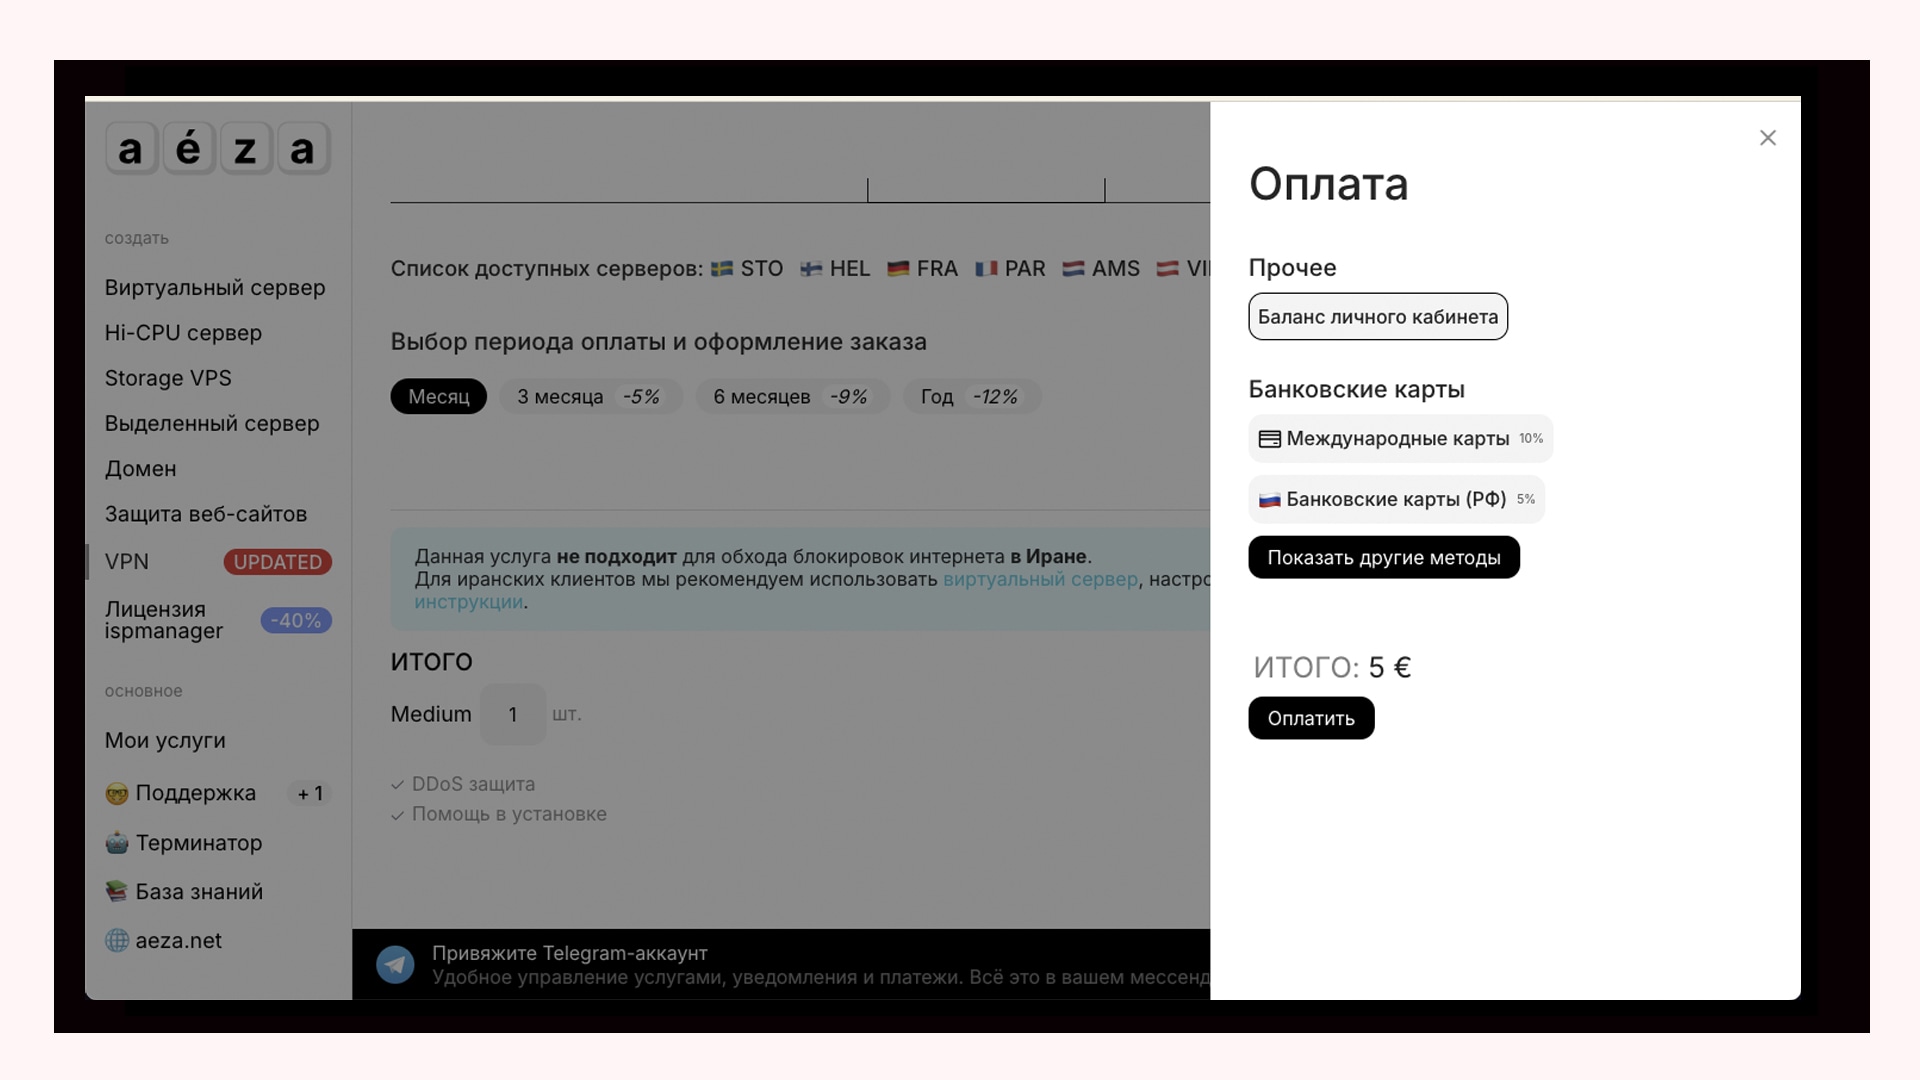 aéza
создать
Виртуальный сервер
Hi-CPU сервер
Storage VPS
Выделенный сервер
Домен
Защита веб-сайтов
VPN UPDATED
Лицензия
ispmanager -40%
основное
Мои услуги
Поддержка +1
Терминатор
База знаний
aeza.net
Список доступных серверов: STO HEL FRA PAR AMS
Выбор периода оплаты и оформление заказа
Месяц 3 месяца -5% 6 месяцев -9% Год -12%
Данная услуга не подходит для обхода блокировок интернета в Иране.
Для иранских клиентов мы рекомендуем использовать виртуальный сервер,
инструкции.
ИТОГО
Medium 1 шт.
DDoS защита
Помощь в установке
Привяжите Telegram-аккаунт
Удобное управление услугами, уведомления и платежи. Всё это в вашем
Оплата
Прочее
Баланс личного кабинета
Банковские карты
Международные карты 10%
Банковские карты (РФ) 5%
Показать другие методы
ИТОГО: 5 €
Оплатить